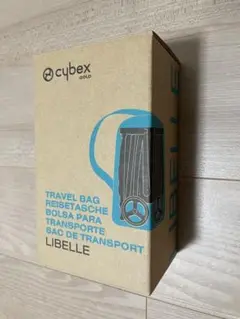 cybex
GOLD
TRAVEL BAG
REISETASCHE
BOLSA PARA
TRANSPORTE
SAC DE TRANSPORT
LIBELLE
LIBELLE